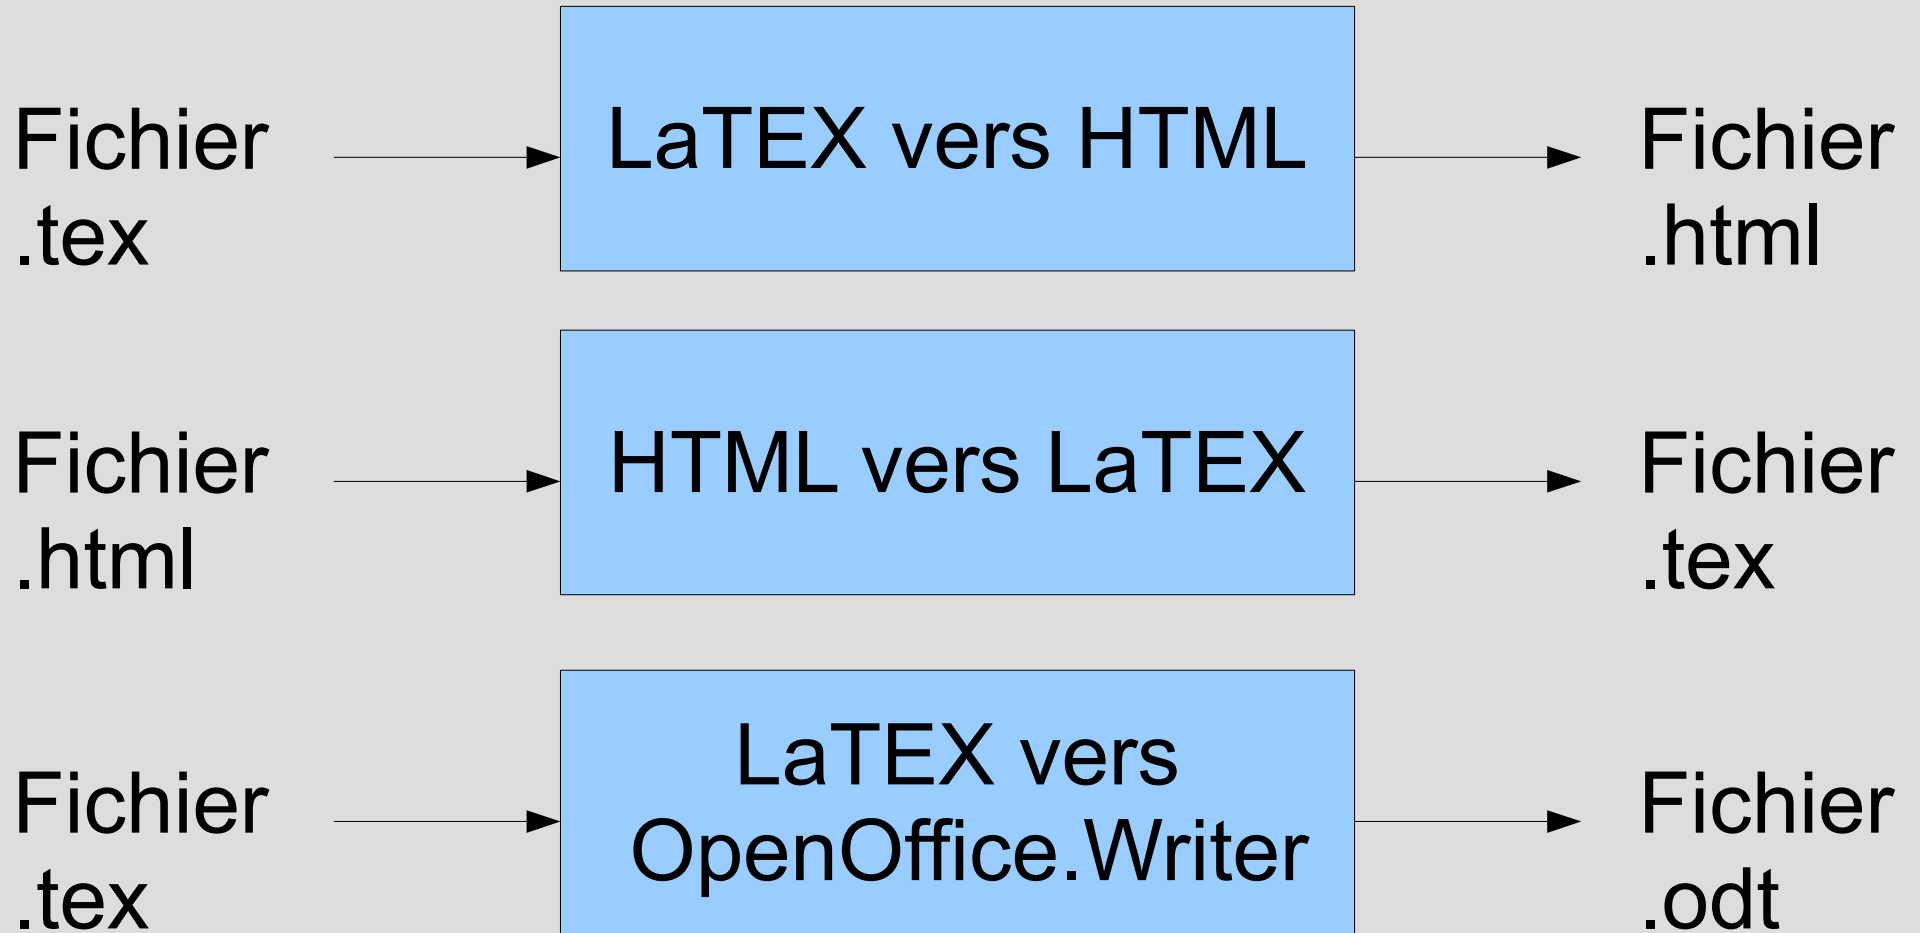 Fichier
.tex
LaTEX vers HTML
Fichier
.html
Fichier
.html
HTML vers LaTEX
Fichier
.tex
Fichier
.tex
LaTEX vers
OpenOffice.Writer
Fichier
.odt